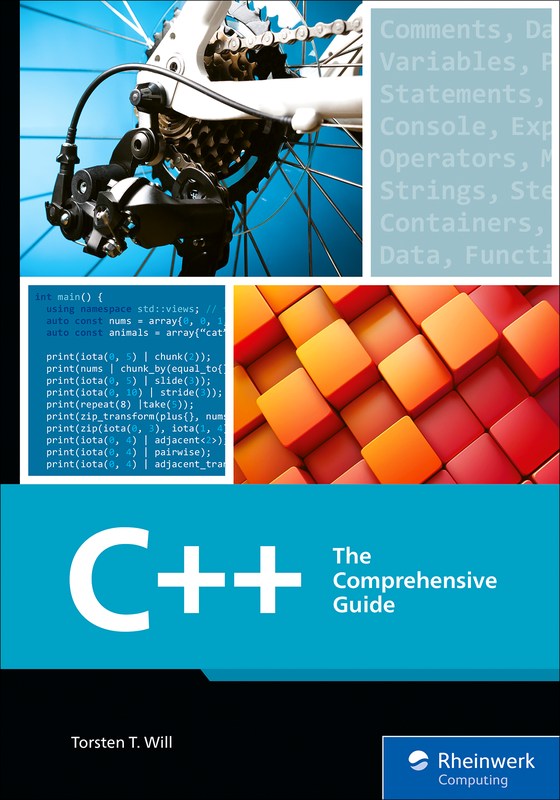 Comments, Da
Variables, P
Statements,
Console, Exp
Operators, M
Strings, Ste
Containers,
Data, Functi
int main() {
using namespace std::views; //
auto const nums = array{0, 0, 1
auto const animals = array{“cat”
print(iota(0, 5) | chunk(2));
print(nums | chunk_by(equal_to{}
print(iota(0, 5) | slide(3));
print(iota(0, 10) | stride(3));
print(repeat(8) |take(5));
print(zip_transform(plus{}, nums
print(zip(iota(0, 3), iota(1, 4)
print(iota(0, 4) | adjacent<2>)
print(iota(0, 4) | pairwise);
print(iota(0, 4) | adjacent_tran
C++
The
Comprehensive
Guide
Torsten T. Will
Rheinwerk
Computing